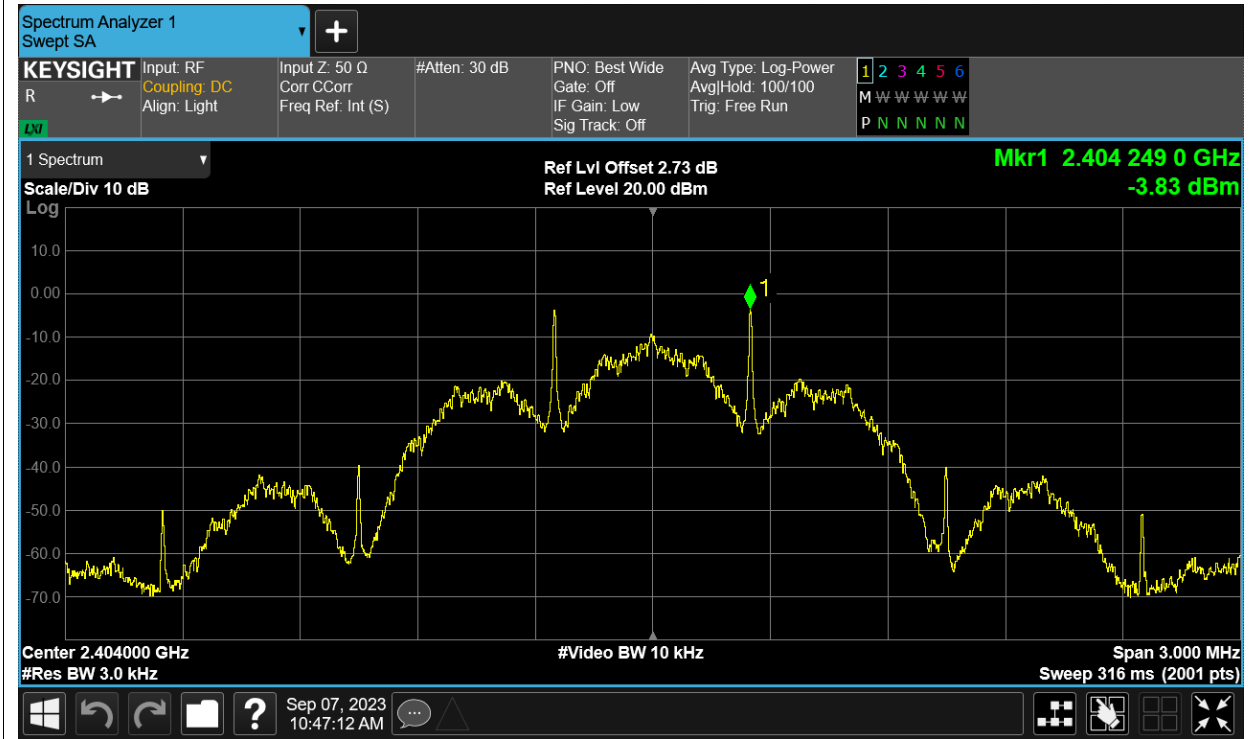 Spectrum Analyzer 1
Swept SA
KEYSIGHT
R
LXI
Input: RF
Coupling: DC
Align: Light
Input Z: 50 Ω
Corr CCorr
Freq Ref: Int (S)
#Atten: 30 dB
PNO: Best Wide
Gate: Off
IF Gain: Low
Sig Track: Off
Avg Type: Log-Power
Avg|Hold: 100/100
Trig: Free Run
1 2 3 4 5 6
M W W W W W
P N N N N N
1 Spectrum
Scale/Div 10 dB
Log
Ref Lvl Offset 2.73 dB
Ref Level 20.00 dBm
Mkr1 2.404 249 0 GHz
-3.83 dBm
1
10.0
0.00
-10.0
-20.0
-30.0
-40.0
-50.0
-60.0
-70.0
Center 2.404000 GHz
#Video BW 10 kHz
Span 3.000 MHz
#Res BW 3.0 kHz
Sweep 316 ms (2001 pts)
?
Sep 07, 2023
10:47:12 AM